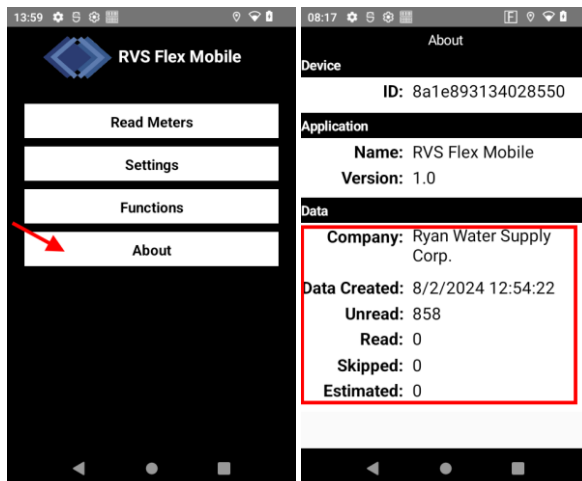 13:59
RVS Flex Mobile
Read Meters
Settings
Functions
About
08:17
About
Device
ID: 8a1e893134028550
Application
Name: RVS Flex Mobile
Version: 1.0
Data
Company: Ryan Water Supply
Corp.
Data Created: 8/2/2024 12:54:22
Unread: 858
Read: 0
Skipped: 0
Estimated: 0